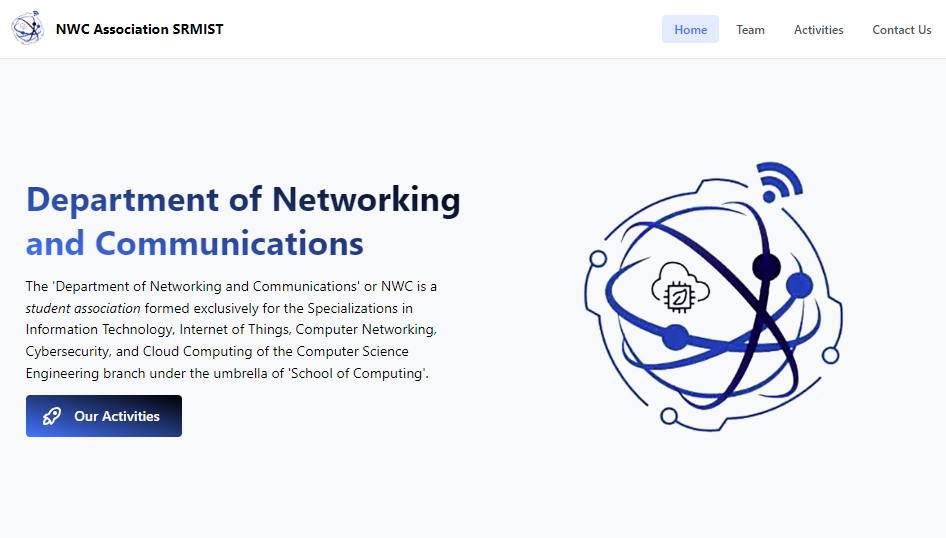 NWC Association SRMIST
Home
Team
Activities
Contact Us
Department of Networking
and Communications
The 'Department of Networking and Communications' or NWC is a
student association formed exclusively for the Specializations in
Information Technology, Internet of Things, Computer Networking,
Cybersecurity, and Cloud Computing of the Computer Science
Engineering branch under the umbrella of 'School of Computing'.
Our Activities